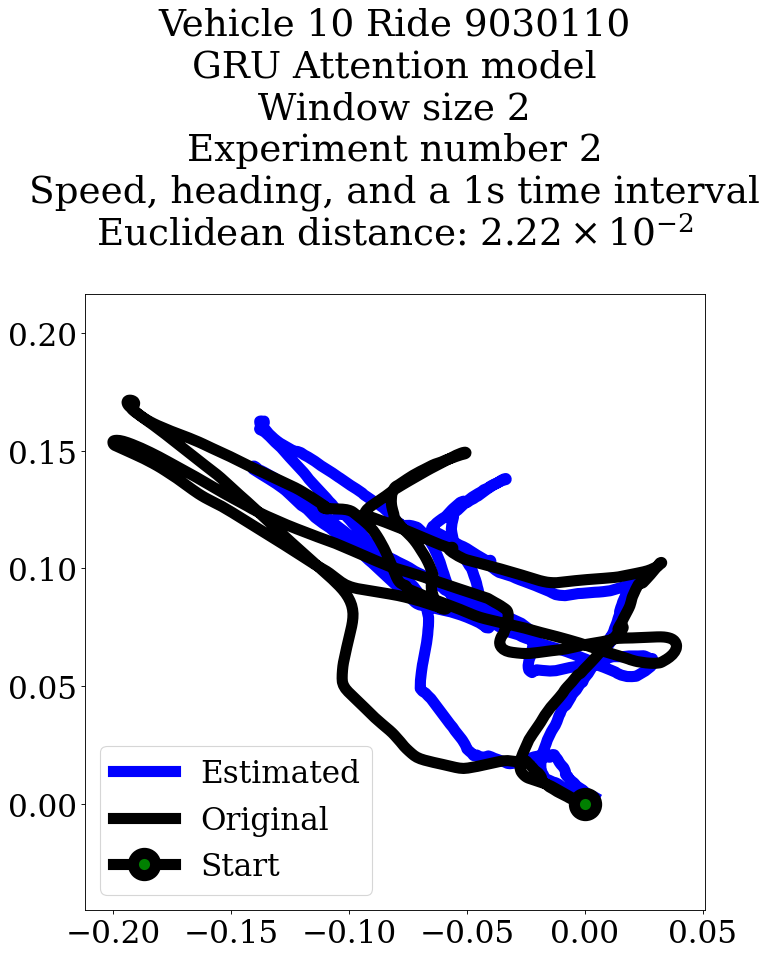 Vehicle 10 Ride 9030110
GRU Attention model
Window size 2
Experiment number 2
Speed, heading, and a 1s time interval
Euclidean distance: 2.22 × 10⁻²
0.20
0.15
0.10
0.05
0.00
Estimated
Original
Start
−0.20 −0.15 −0.10 −0.05 0.00 0.05